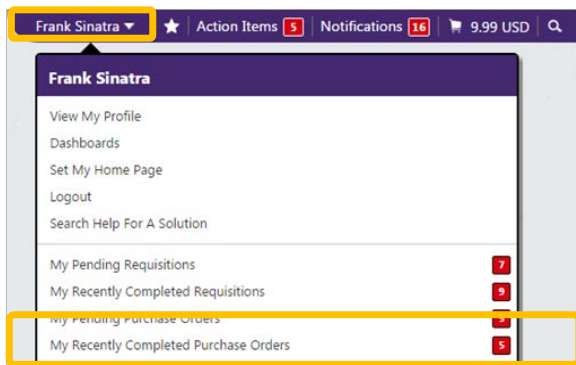 Frank Sinatra Action Items 5 Notifications 16 9.99 USD
Frank Sinatra
View My Profile
Dashboards
Set My Home Page
Logout
Search Help For A Solution
My Pending Requisitions 7
My Recently Completed Requisitions 9
My Pending Purchase Orders
My Recently Completed Purchase Orders 5